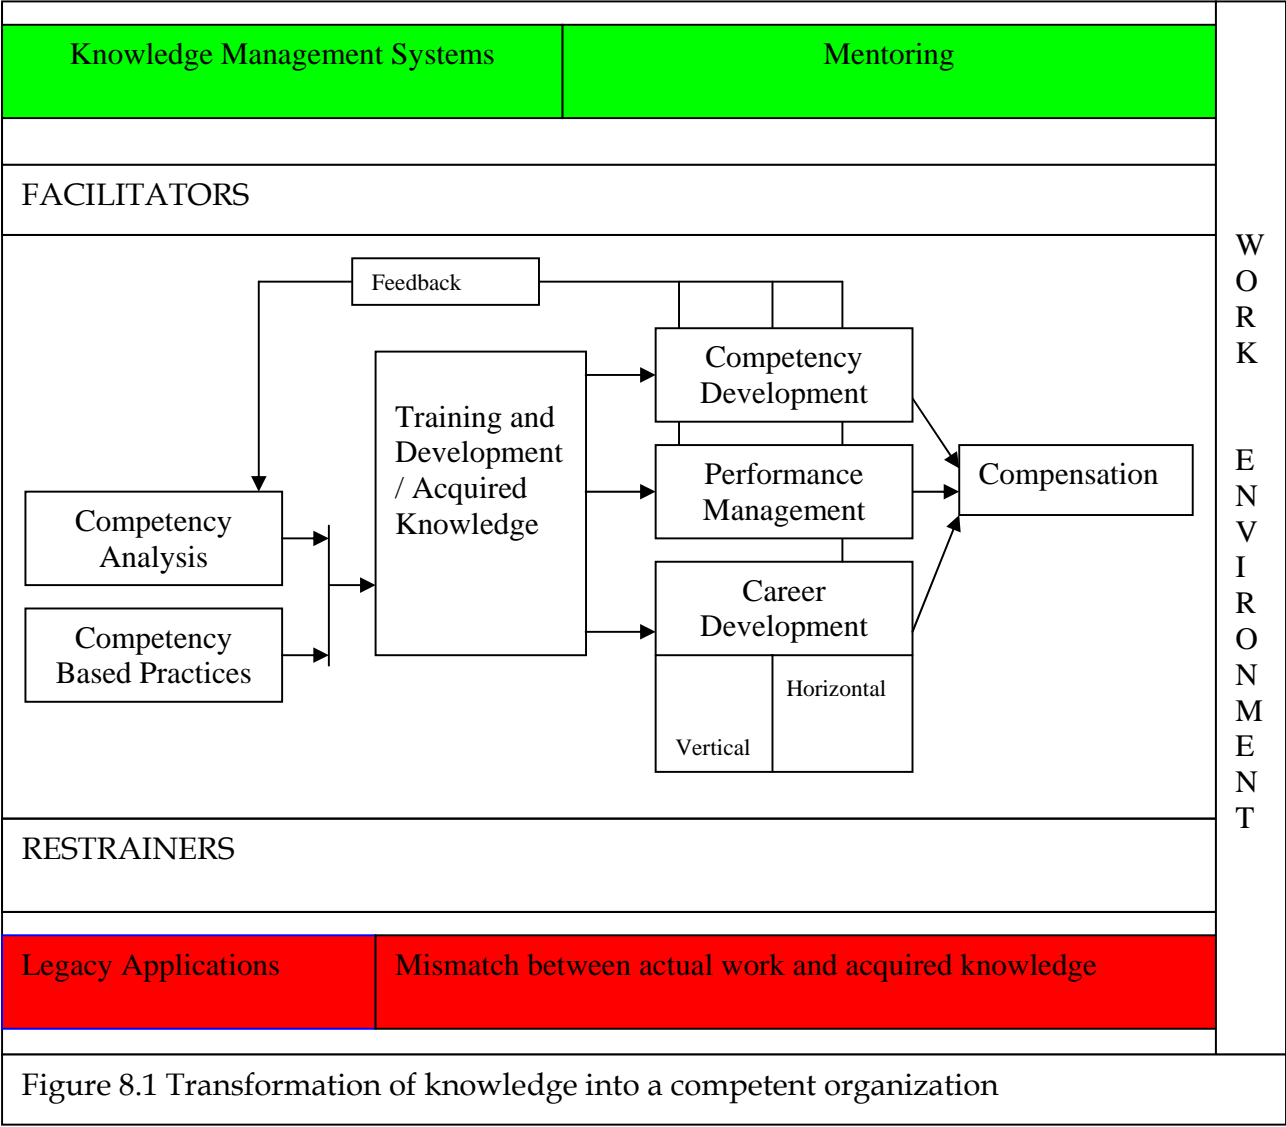 Knowledge Management Systems
Mentoring
FACILITATORS
Feedback
Competency
Development
Training and
Development
/ Acquired
Knowledge
Performance
Management
Compensation
Competency
Analysis
Career
Development
Competency
Based Practices
Horizontal
Vertical
W
O
R
K
E
N
V
I
R
O
N
M
E
N
T
RESTRAINERS
Legacy Applications
Mismatch between actual work and acquired knowledge
Figure 8.1 Transformation of knowledge into a competent organization